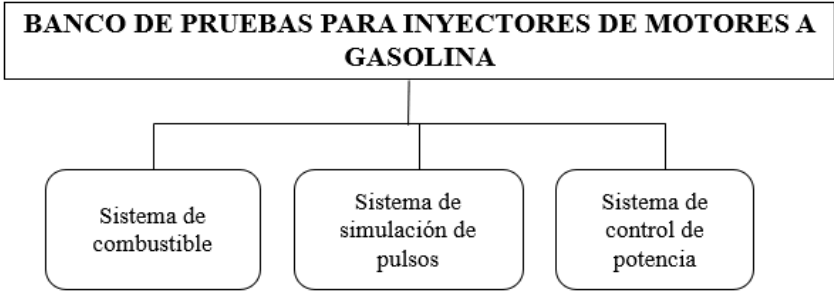 BANCO DE PRUEBAS PARA INYECTORES DE MOTORES A
GASOLINA
Sistema de
combustible
Sistema de
simulación de
pulsos
Sistema de
control de
potencia